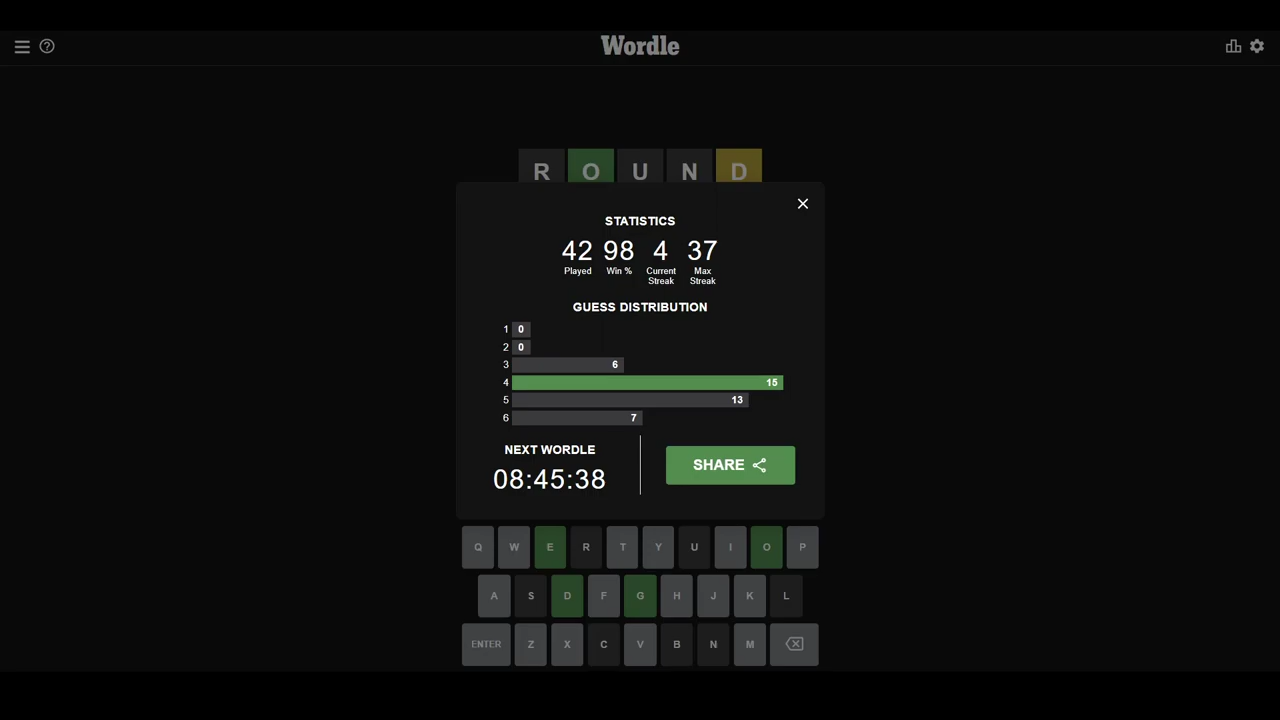 Wordle
R O U N D
STATISTICS
42 98 4 37
Played Win % Current Streak Max Streak
GUESS DISTRIBUTION
1 0
2 0
3 6
4 15
5 13
6 7
NEXT WORDLE
08:45:38
SHARE
Q W E R T Y U I O P
A S D F G H J K L
ENTER Z X C V B N M